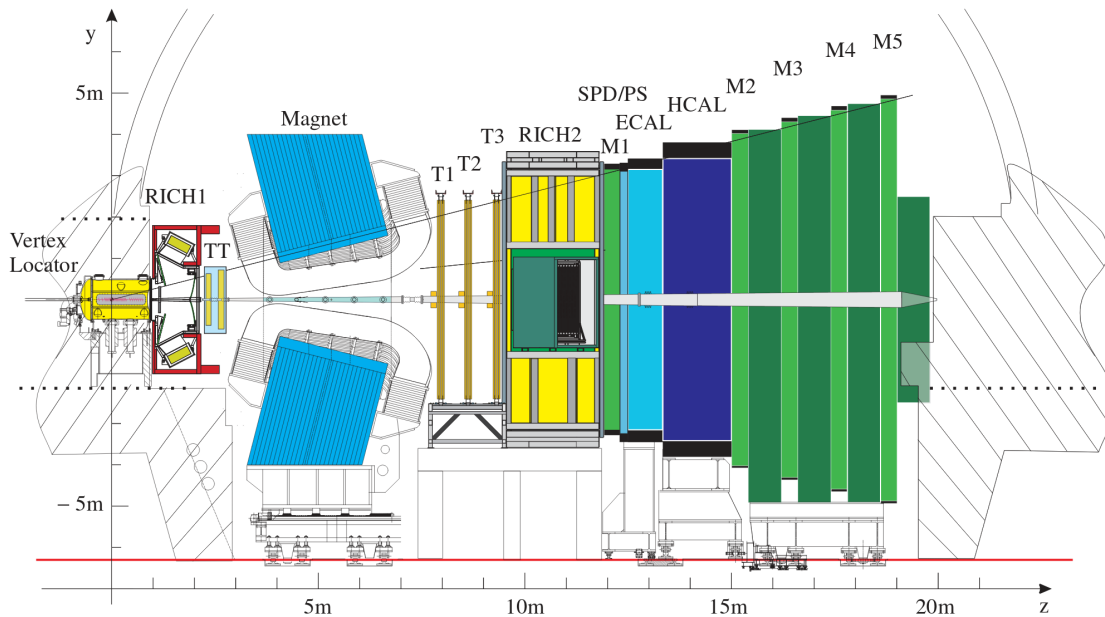 y
5m
Magnet
SPD/PS
ECAL
HCAL
M1
M2
M3
M4
M5
T1
T2
T3
RICH2
RICH1
TT
Vertex
Locator
− 5m
5m
10m
15m
20m
z